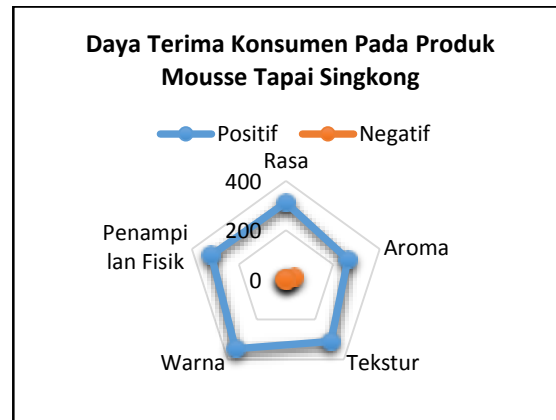 Daya Terima Konsumen Pada Produk
Mousse Tapai Singkong
Positif Negatif
Rasa
400
200
0
Aroma
Tekstur
Warna
Penampi
lan Fisik